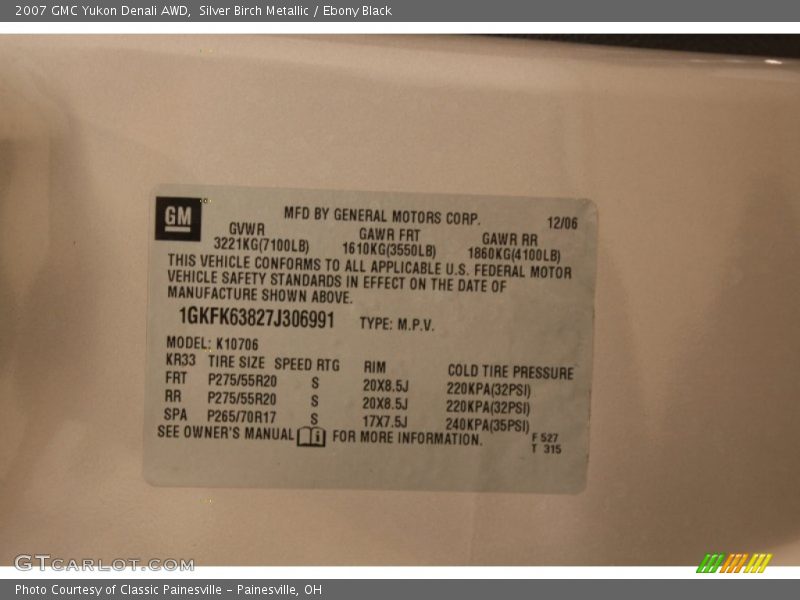 2007 GMC Yukon Denali AWD,  Silver Birch Metallic / Ebony Black
GM
MFD BY GENERAL MOTORS CORP. 12/06
GVWR GAWR FRT GAWR RR
3221KG(7100LB) 1610KG(3550LB) 1860KG(4100LB)
THIS VEHICLE CONFORMS TO ALL APPLICABLE U.S. FEDERAL MOTOR
VEHICLE SAFETY STANDARDS IN EFFECT ON THE DATE OF
MANUFACTURE SHOWN ABOVE.
1GKFK63827J306991 TYPE: M.P.V.
MODEL: K10706
KR33 TIRE SIZE SPEED RTG RIM COLD TIRE PRESSURE
FRT P275/55R20 S 20X8.5J 220KPA(32PSI)
RR P275/55R20 S 20X8.5J 220KPA(32PSI)
SPA P265/70R17 S 17X7.5J 240KPA(35PSI)
SEE OWNER'S MANUAL FOR MORE INFORMATION. F 527
T 315
GTCARLOT.COM
Photo Courtesy of Classic Painesville – Painesville, OH